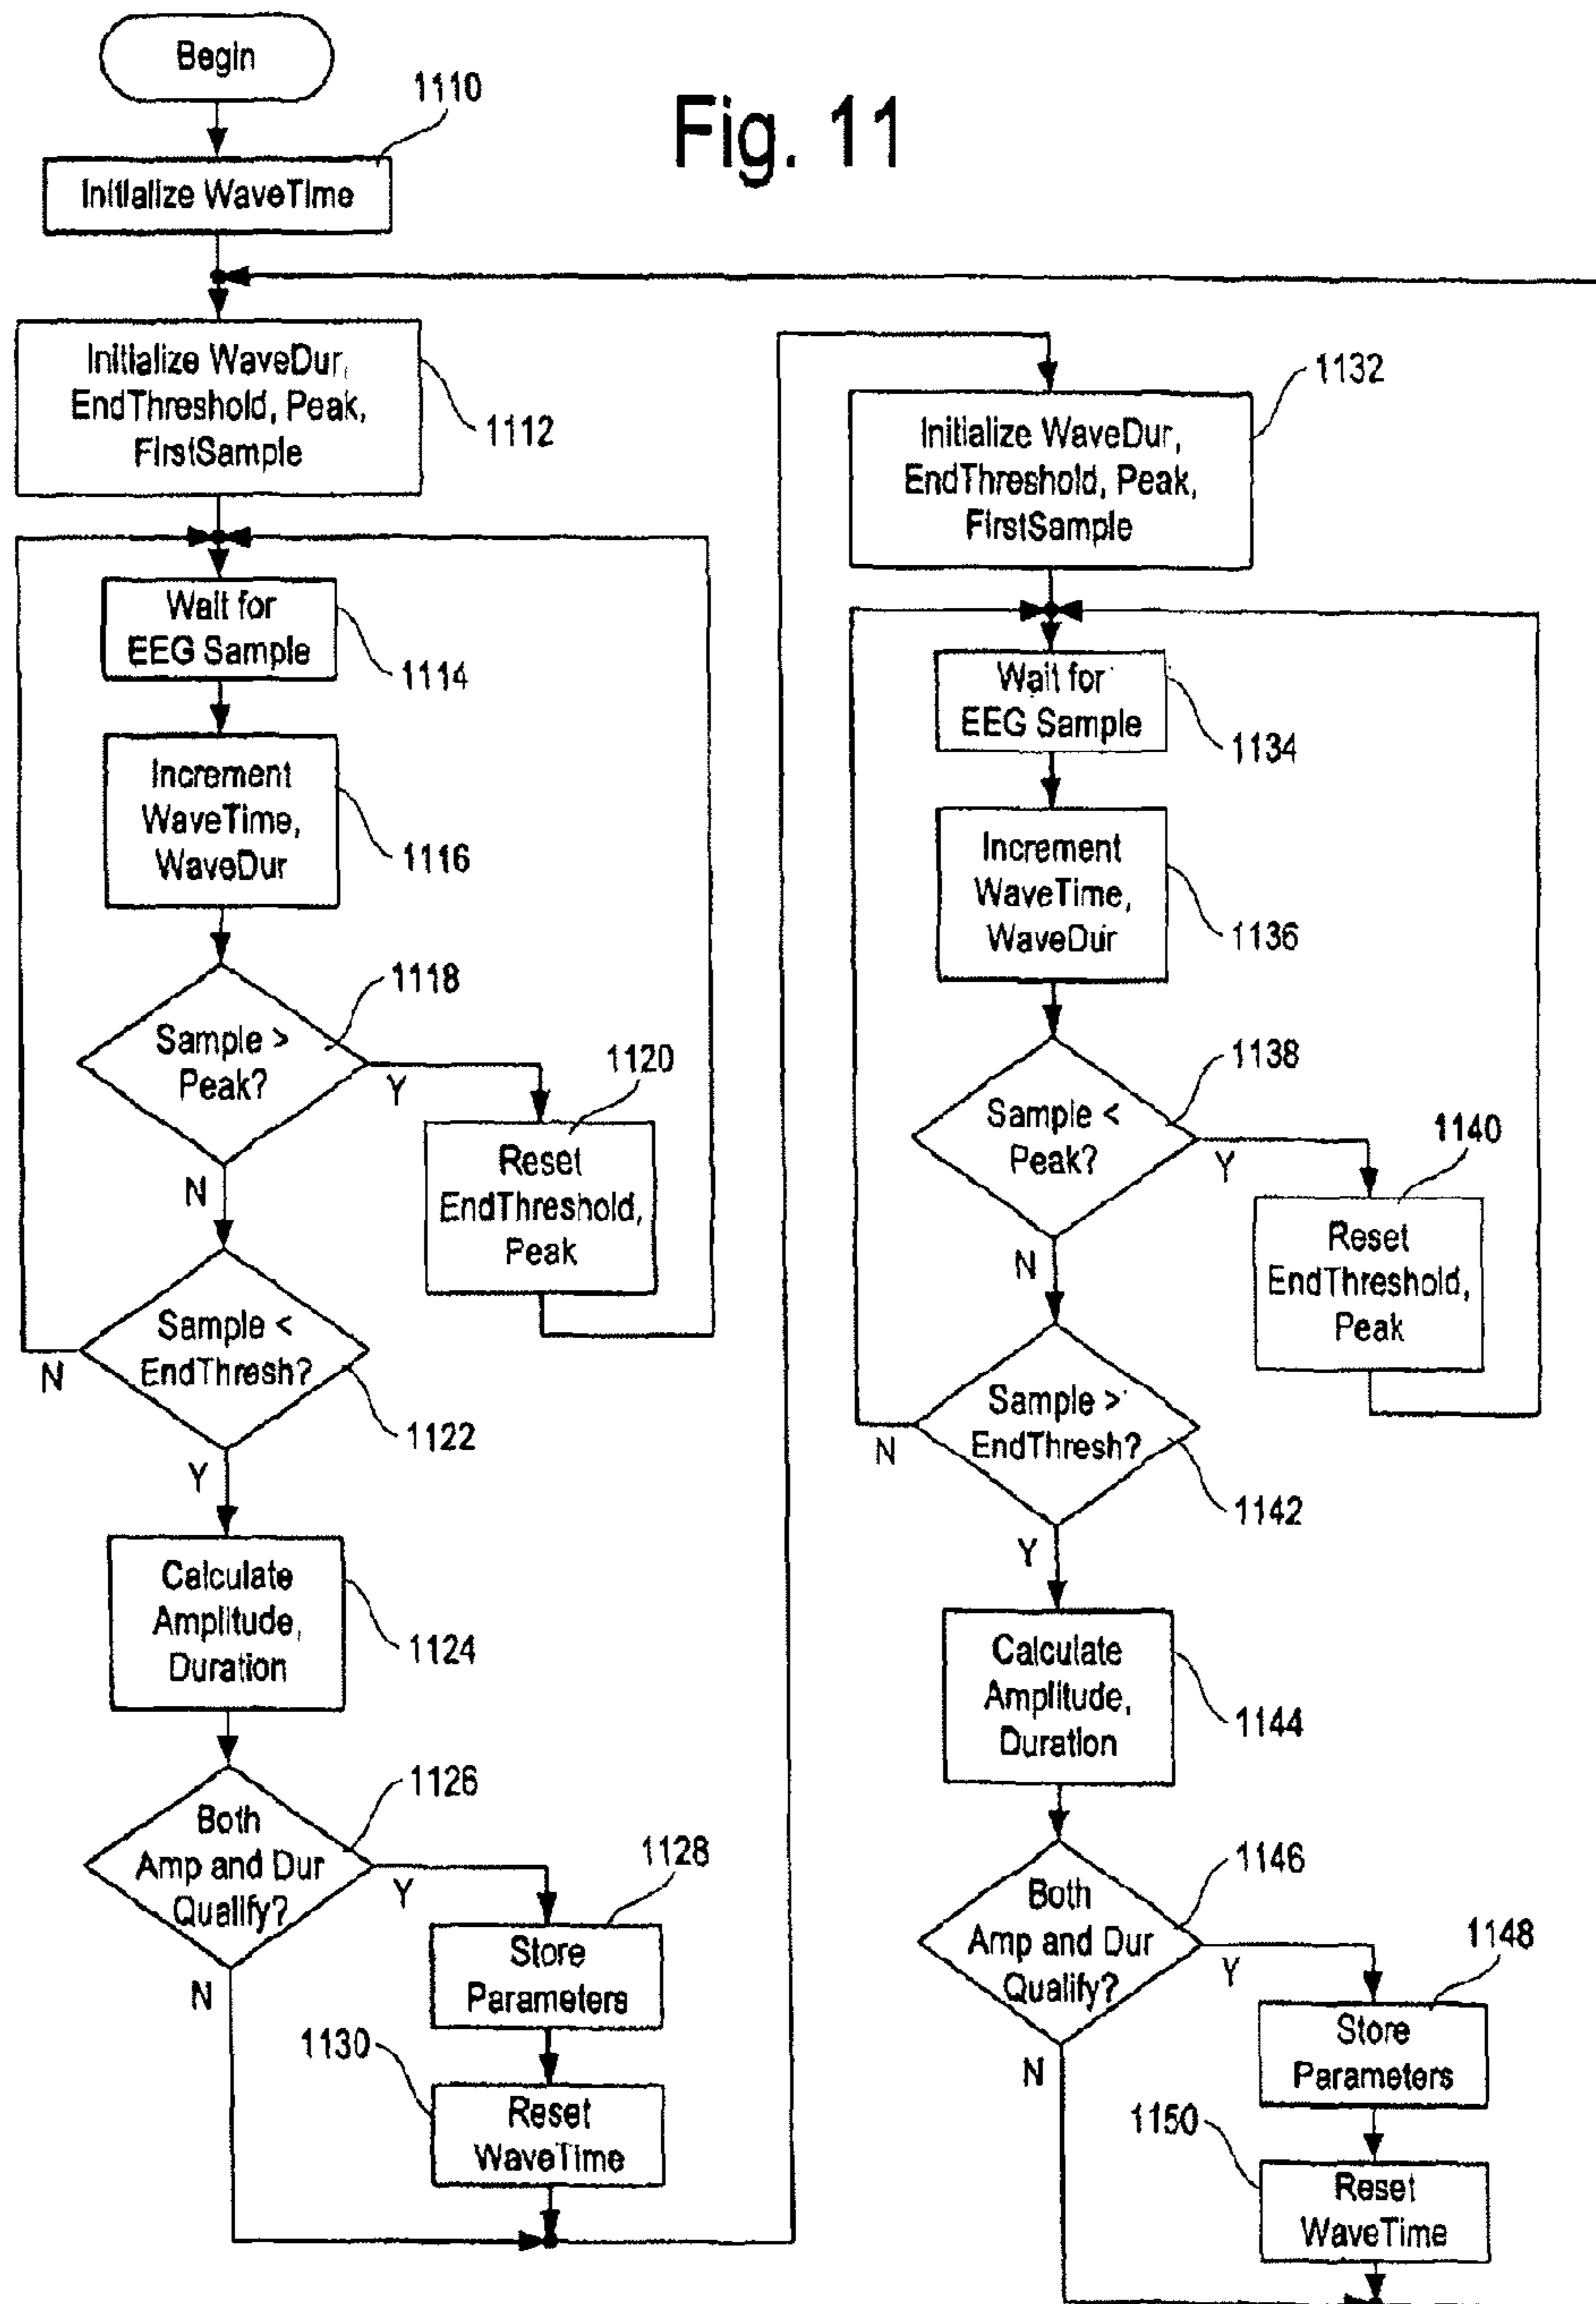 Fig. 11
Begin
1110
Initialize WaveTime
Initialize WaveDur,
EndThreshold, Peak,
FirstSample
1112
Wait for
EEG Sample
1114
Increment
WaveTime,
WaveDur
1116
Sample >
Peak?
1118
Y
N
1120
Reset
EndThreshold,
Peak
Sample <
EndThresh?
1122
N
Y
Calculate
Amplitude,
Duration
1124
Both
Amp and Dur
Qualify?
1126
Y
N
1128
Store
Parameters
1130
Reset
WaveTime
1132
Initialize WaveDur,
EndThreshold, Peak,
FirstSample
Wait for
EEG Sample
1134
Increment
WaveTime,
WaveDur
1136
Sample <
Peak?
1138
Y
N
1140
Reset
EndThreshold,
Peak
Sample >
EndThresh?
1142
N
Y
Calculate
Amplitude,
Duration
1144
Both
Amp and Dur
Qualify?
1146
Y
N
1148
Store
Parameters
1150
Reset
WaveTime